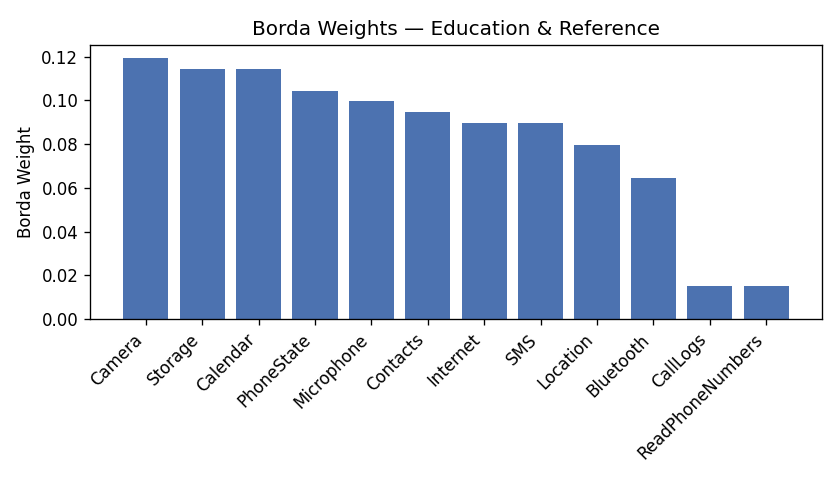 Borda Weights — Education & Reference
Borda Weight
0.12
0.10
0.08
0.06
0.04
0.02
0.00
Camera
Storage
Calendar
PhoneState
Microphone
Contacts
Internet
SMS
Location
Bluetooth
CallLogs
ReadPhoneNumbers